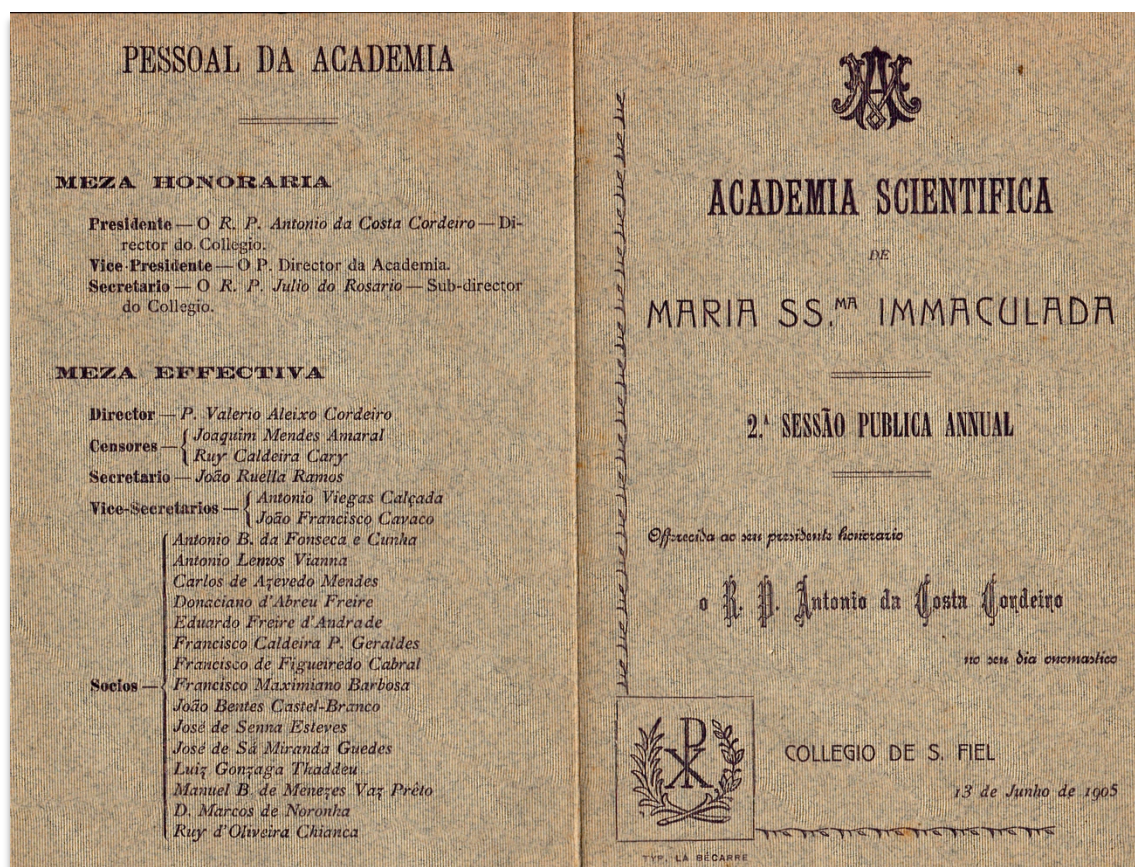 PESSOAL DA ACADEMIA
MEZA HONORARIA
Presidente — O R. P. Antonio da Costa Cordeiro — Di-
rector do Collegio.
Vice-Presidente — O P. Director da Academia.
Secretario — O R. P. Julio do Rosario — Sub-director
do Collegio.
MEZA EFFECTIVA
Director — P. Valerio Aleixo Cordeiro
Censores — { Joaquim Mendes Amaral
Ruy Caldeira Cary
Secretario — João Ruella Ramos
Vice-Secretarios — { Antonio Viegas Calçada
João Francisco Cavaco
Antonio B. da Fonseca e Cunha
Antonio Lemos Vianna
Carlos de Azevedo Mendes
Donaciano d'Abreu Freire
Eduardo Freire d'Andrade
Francisco Caldeira P. Geraldes
Francisco de Figueiredo Cabral
Socios — { Francisco Maximiano Barbosa
João Bentes Castel-Branco
José de Senna Esteves
José de Sá Miranda Guedes
Luiz Gonzaga Thaddeu
Manuel B. de Menezes Vaz Prêto
D. Marcos de Noronha
Ruy d'Oliveira Chianca
ACADEMIA SCIENTIFICA
DE
MARIA SS.MA IMMACULADA
2.ª SESSÃO PUBLICA ANNUAL
Offerecida ao seu presidente honorario
o R. P. Antonio da Costa Cordeiro
no seu dia onomastico
COLLEGIO DE S. FIEL
13 de Junho de 1905
TYP. LA BÉCARRE